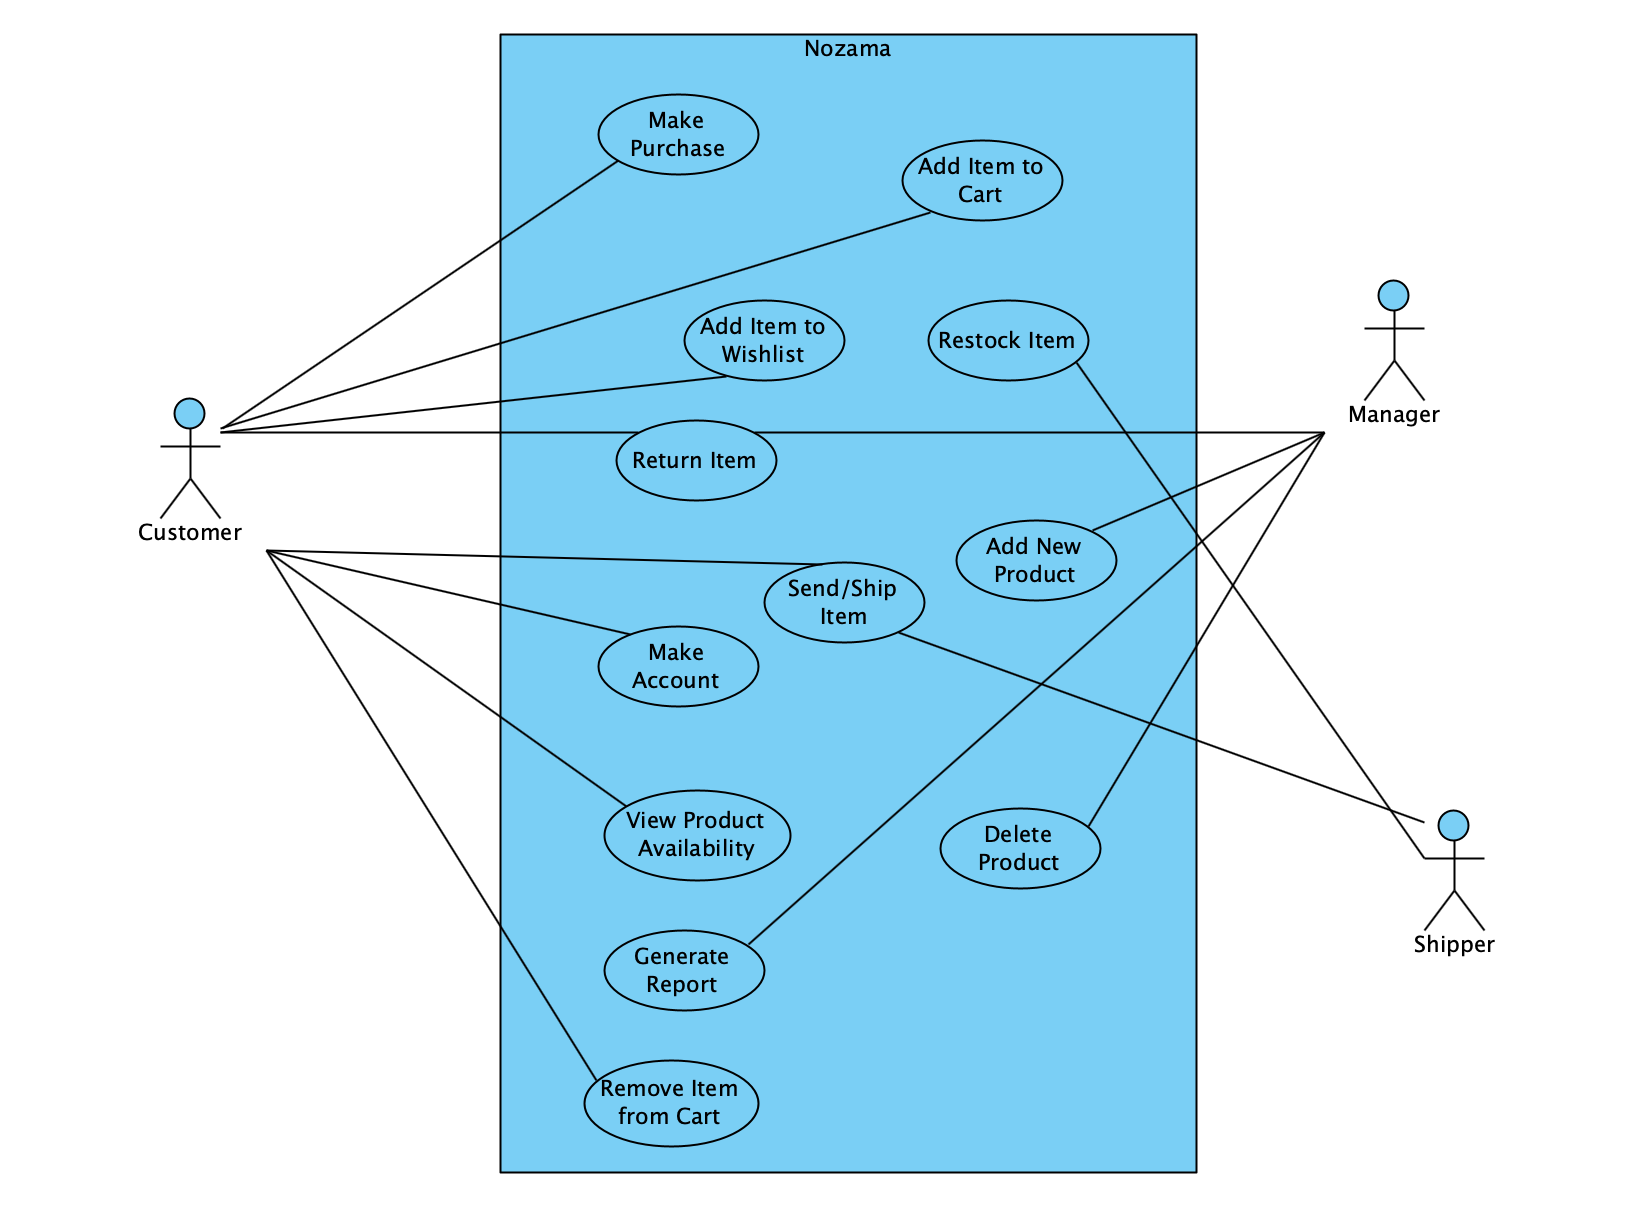 Nozama
Make
Purchase
Add Item to
Cart
Add Item to
Wishlist
Restock Item
Manager
Return Item
Customer
Add New
Product
Send/Ship
Item
Make
Account
View Product
Availability
Delete
Product
Shipper
Generate
Report
Remove Item
from Cart